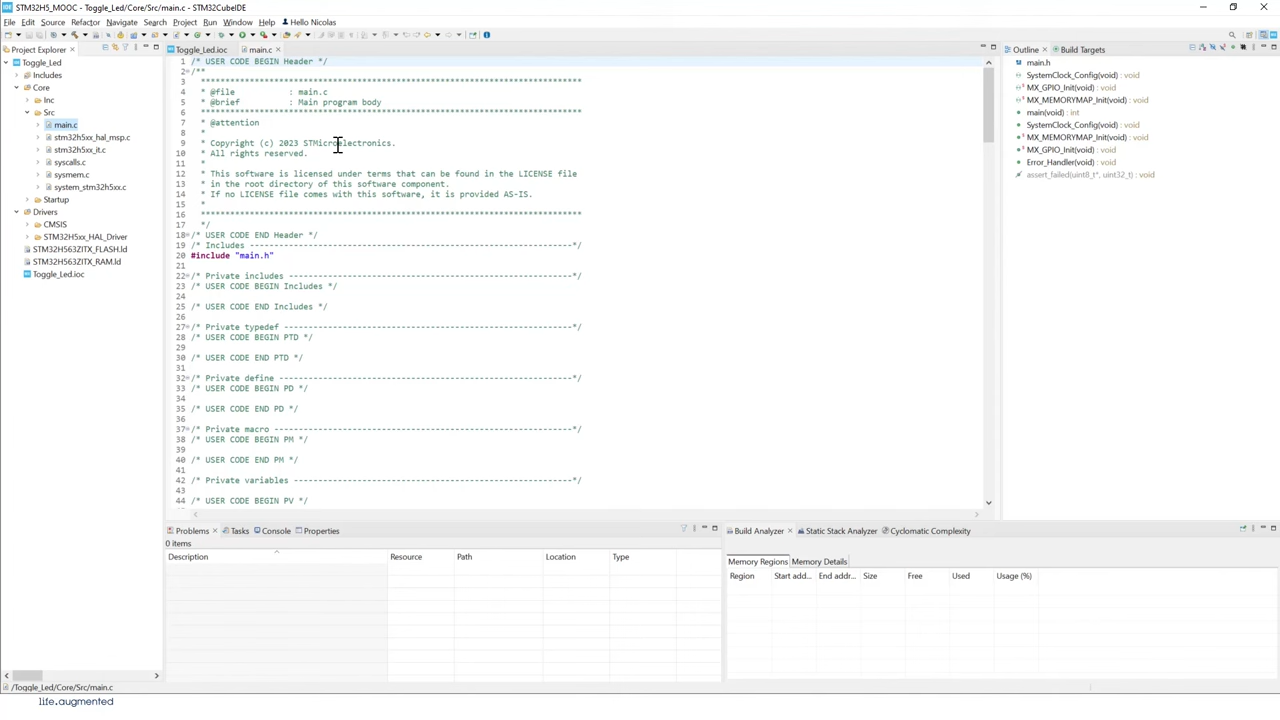 STM32H5_MOOC - Toggle_Led/Core/Src/main.c - STM32CubeIDE
File Edit Source Refactor Navigate Search Project Run Window Help Hello Nicolas
Project Explorer
Toggle_Led
Includes
Core
Inc
Src
main.c
stm32h5xx_hal_msp.c
stm32h5xx_it.c
syscalls.c
sysmem.c
system_stm32h5xx.c
Startup
Drivers
CMSIS
STM32H5xx_HAL_Driver
STM32H563ZITX_FLASH.ld
STM32H563ZITX_RAM.ld
Toggle_Led.ioc
Toggle_Led.ioc main.c
1 /* USER CODE BEGIN Header */
2 /**
3 ******************************************************************************
4 * @file : main.c
5 * @brief : Main program body
6 ******************************************************************************
7 * @attention
8 *
9 * Copyright (c) 2023 STMicroelectronics.
10 * All rights reserved.
11 *
12 * This software is licensed under terms that can be found in the LICENSE file
13 * in the root directory of this software component.
14 * If no LICENSE file comes with this software, it is provided AS-IS.
15 *
16 ******************************************************************************
17 */
18 /* USER CODE END Header */
19 /* Includes ------------------------------------------------------------------*/
20 #include "main.h"
21
22 /* Private includes ----------------------------------------------------------*/
23 /* USER CODE BEGIN Includes */
24
25 /* USER CODE END Includes */
26
27 /* Private typedef -----------------------------------------------------------*/
28 /* USER CODE BEGIN PTD */
29
30 /* USER CODE END PTD */
31
32 /* Private define ------------------------------------------------------------*/
33 /* USER CODE BEGIN PD */
34
35 /* USER CODE END PD */
36
37 /* Private macro -------------------------------------------------------------*/
38 /* USER CODE BEGIN PM */
39
40 /* USER CODE END PM */
41
42 /* Private variables ---------------------------------------------------------*/
43
44 /* USER CODE BEGIN PV */
Outline Build Targets
main.h
SystemClock_Config(void) : void
MX_GPIO_Init(void) : void
MX_MEMORYMAP_Init(void) : void
main(void) : int
SystemClock_Config(void) : void
MX_MEMORYMAP_Init(void) : void
MX_GPIO_Init(void) : void
Error_Handler(void) : void
assert_failed(uint8_t*, uint32_t) : void
Problems Tasks Console Properties
0 items
Description Resource Path Location Type
Build Analyzer Static Stack Analyzer Cyclomatic Complexity
Memory Regions Memory Details
Region Start add... End addr... Size Free Used Usage (%)
/Toggle_Led/Core/Src/main.c
life.augmented